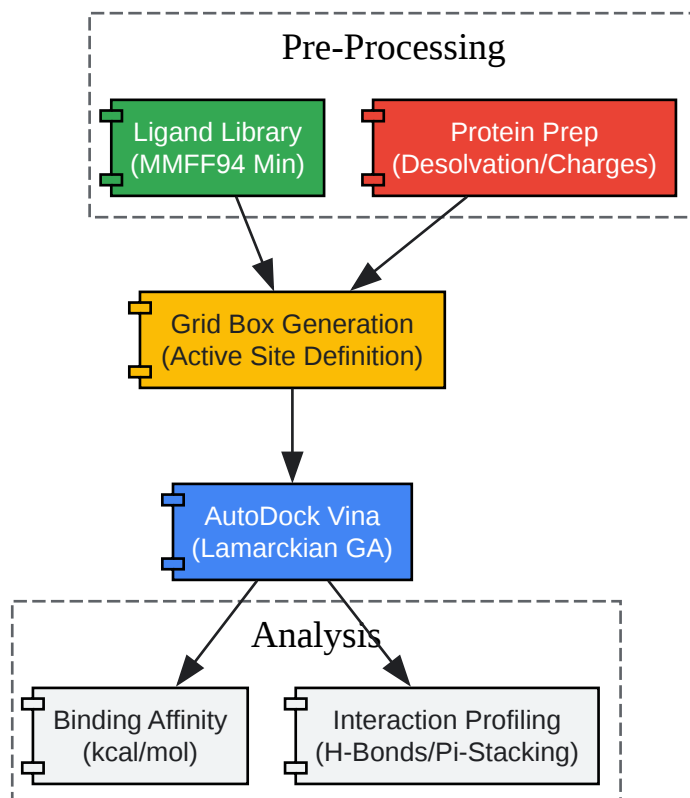 Pre-Processing
Ligand Library
(MMFF94 Min)
Protein Prep
(Desolvation/Charges)
Grid Box Generation
(Active Site Definition)
AutoDock Vina
(Lamarckian GA)
Analysis
Binding Affinity
(kcal/mol)
Interaction Profiling
(H-Bonds/Pi-Stacking)